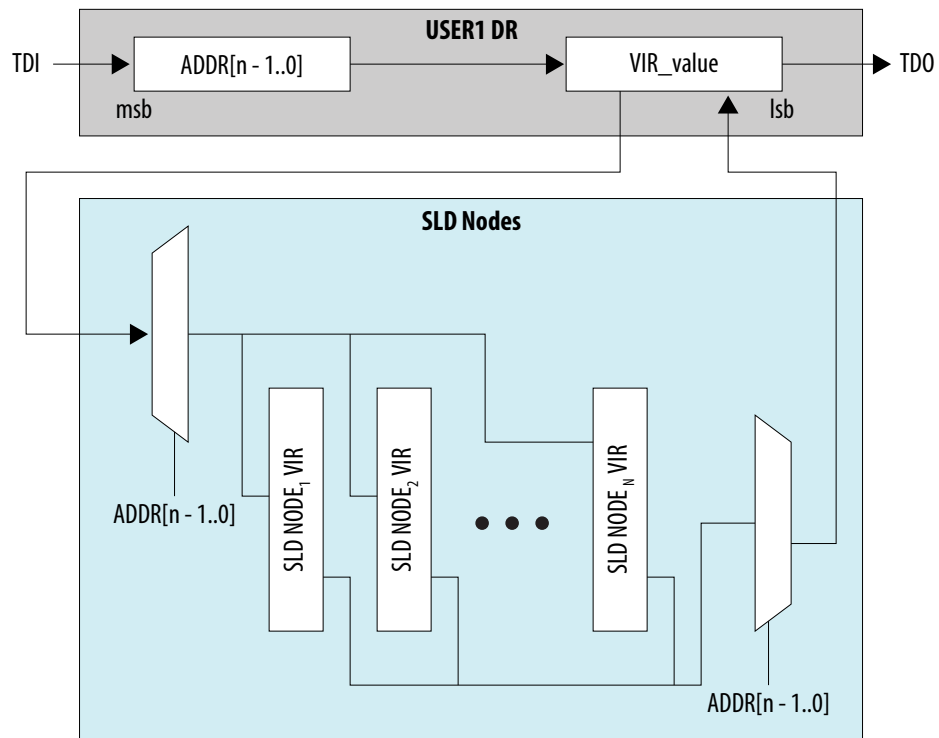 USER1 DR
TDI
ADDR[n - 1..0]
VIR_value
TDO
msb
lsb
SLD Nodes
SLD NODE₁ VIR
SLD NODE₂ VIR
SLD NODE_N VIR
ADDR[n - 1..0]
ADDR[n - 1..0]